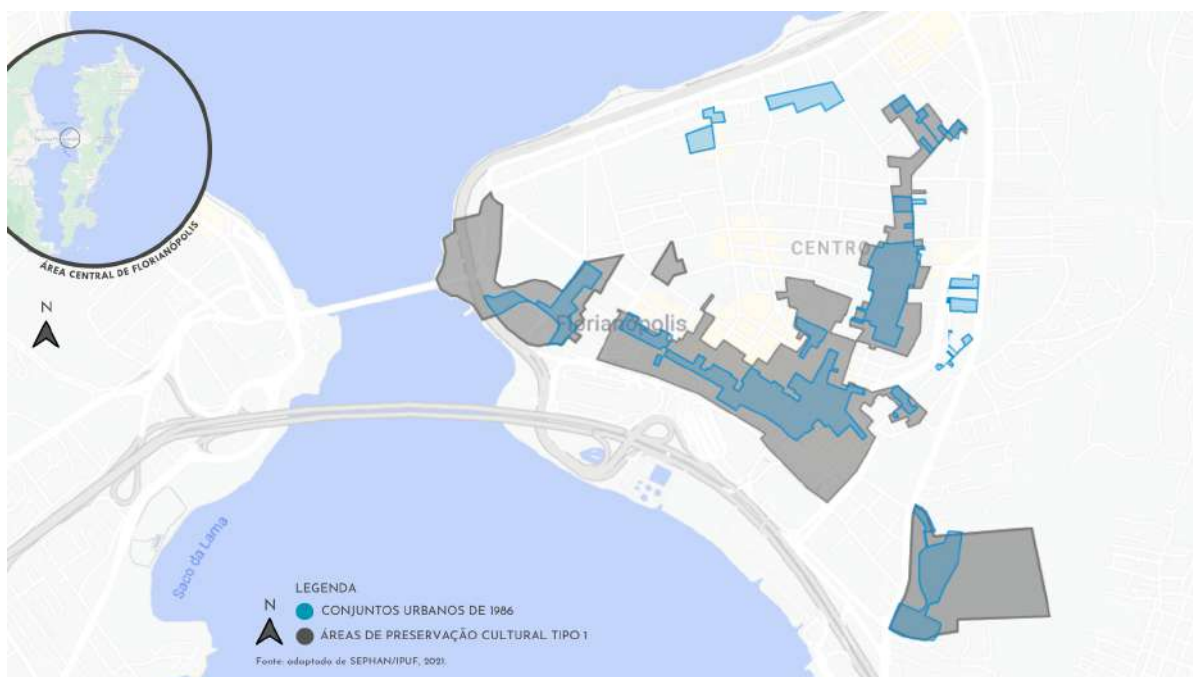 ÁREA CENTRAL DE FLORIANÓPOLIS
N
CENTRO
Florianópolis
Saco da Lama
LEGENDA
N
CONJUNTOS URBANOS DE 1986
ÁREAS DE PRESERVAÇÃO CULTURAL TIPO 1
Fonte: adaptado de SEPHAN/IPUF, 2021.